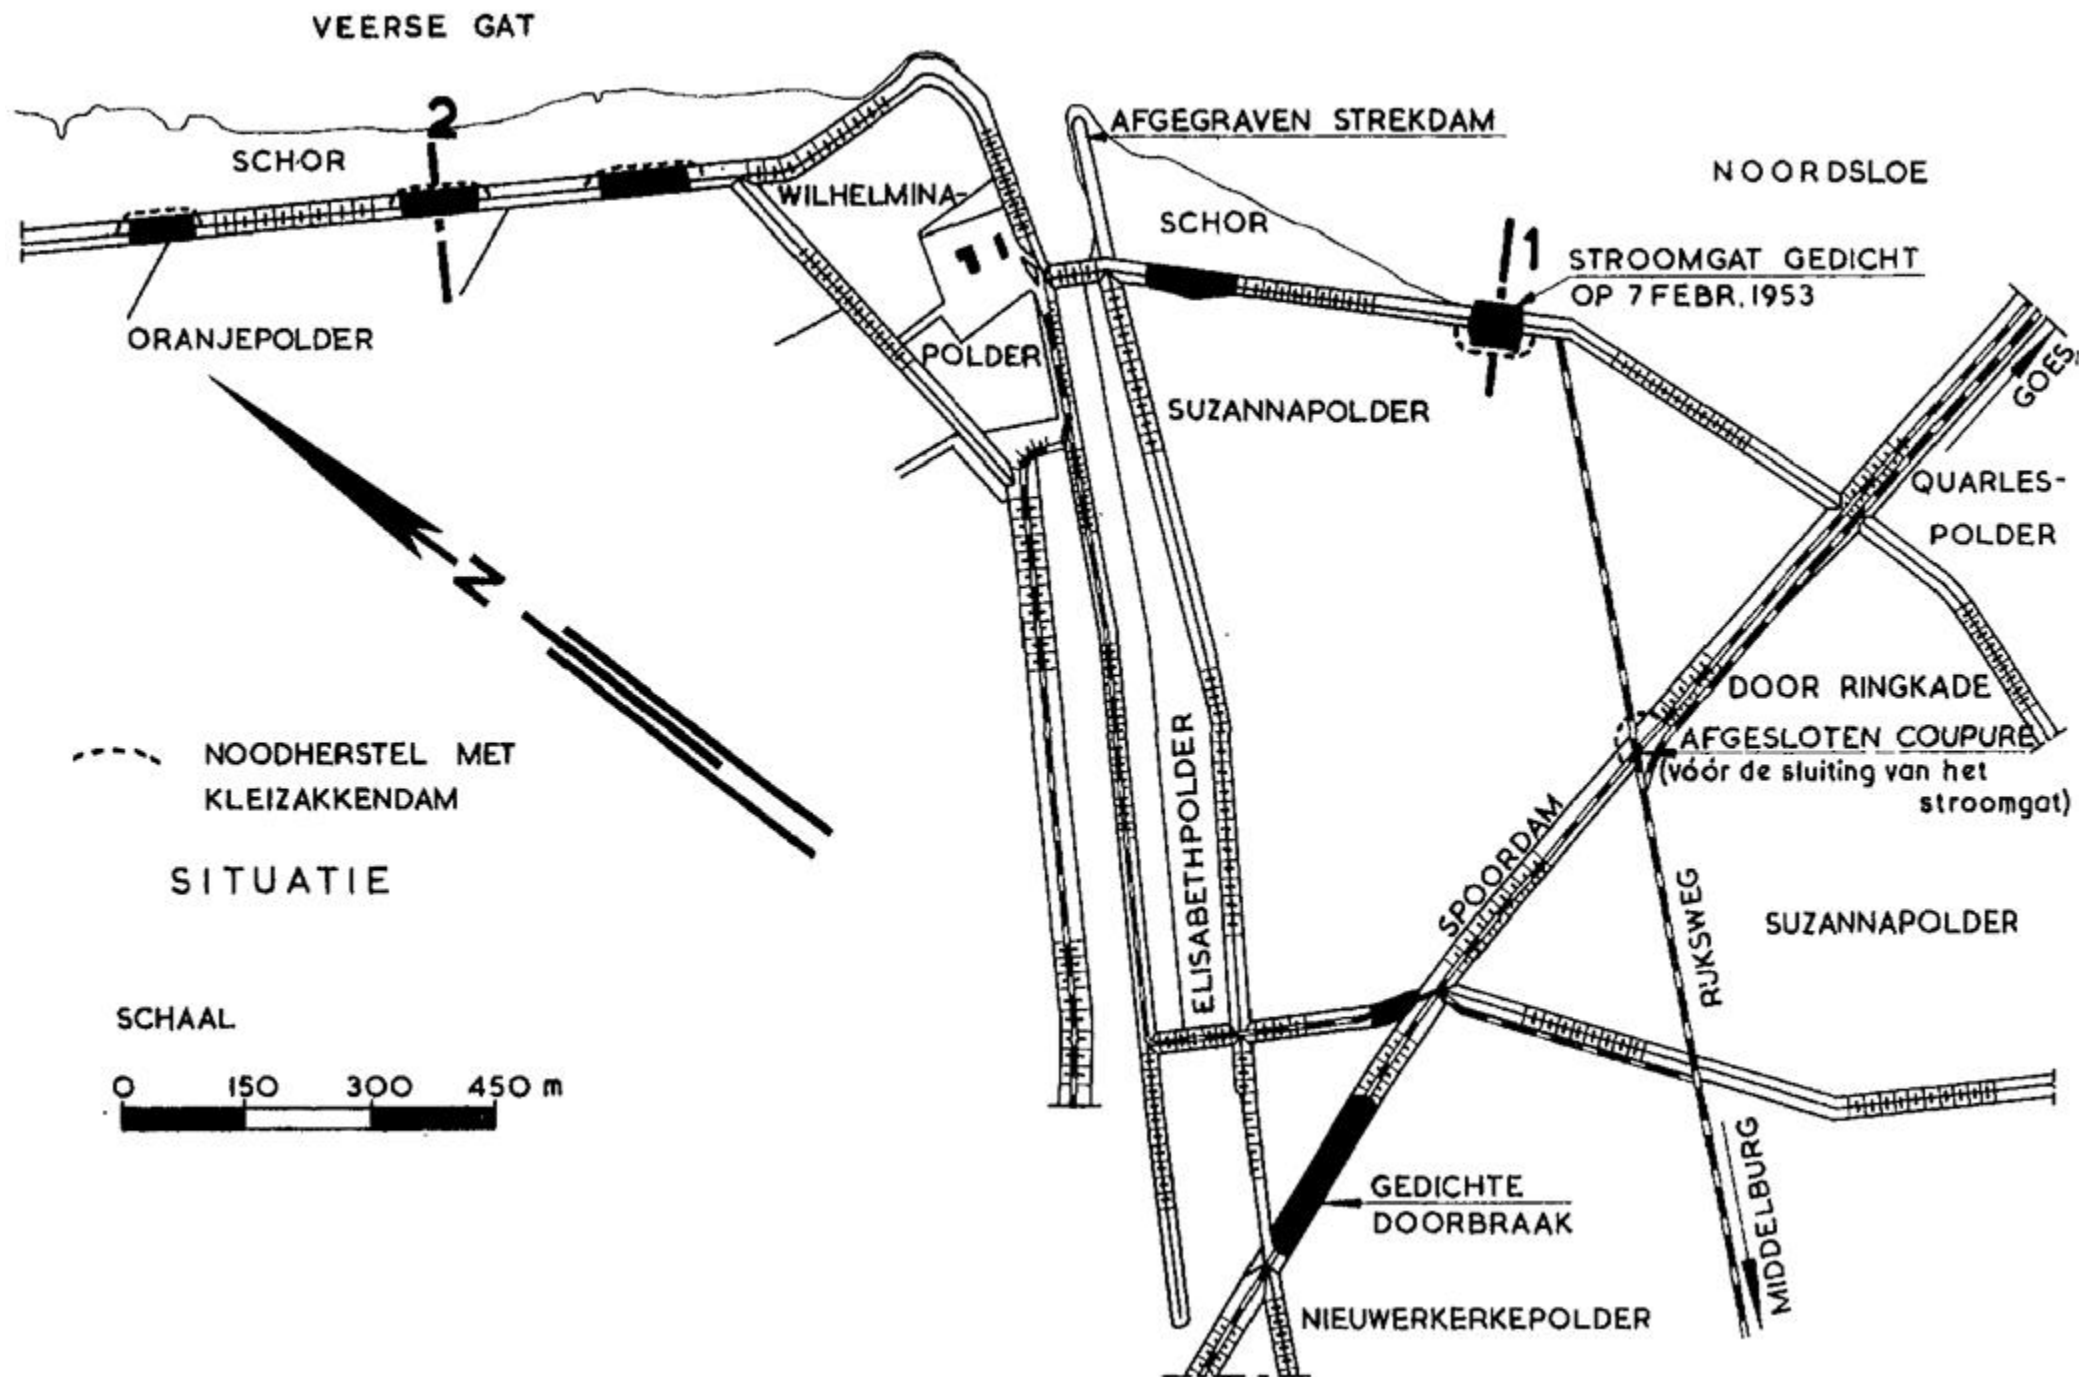 VEERSE GAT
2
SCHOR
ORANJEPOLDER
WILHELMINA-
POLDER
AFGEGRAVEN STREKDAM
SCHOR
NOORDSLOE
1
STROOMGAT GEDICHT
OP 7 FEBR. 1953
SUZANNAPOLDER
GOES
QUARLES-
POLDER
N
NOODHERSTEL MET
KLEIZAKKENDAM
SITUATIE
SCHAAL
0 150 300 450 m
ELISABETHPOLDER
SPOORDAM
DOOR RINGKADE
AFGESLOTEN COUPURE
(vóór de sluiting van het
stroomgat)
RIJKSWEG
SUZANNAPOLDER
MIDDELBURG
GEDICHTE
DOORBRAAK
NIEUWERKERKEPOLDER